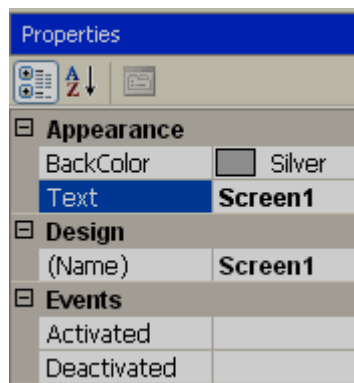 Properties
A Z
Appearance
BackColor Silver
Text Screen1
Design
(Name) Screen1
Events
Activated
Deactivated